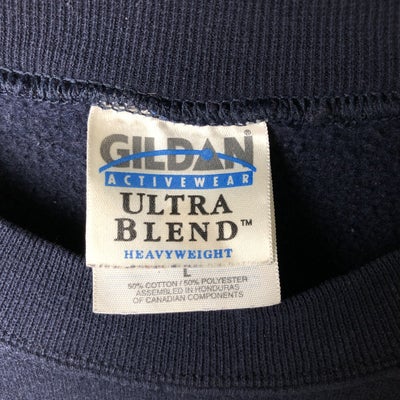 GILDAN®
ACTIVEWEAR
ULTRA
BLEND™
HEAVYWEIGHT
L
50% COTTON / 50% POLYESTER
ASSEMBLED IN HONDURAS
OF CANADIAN COMPONENTS